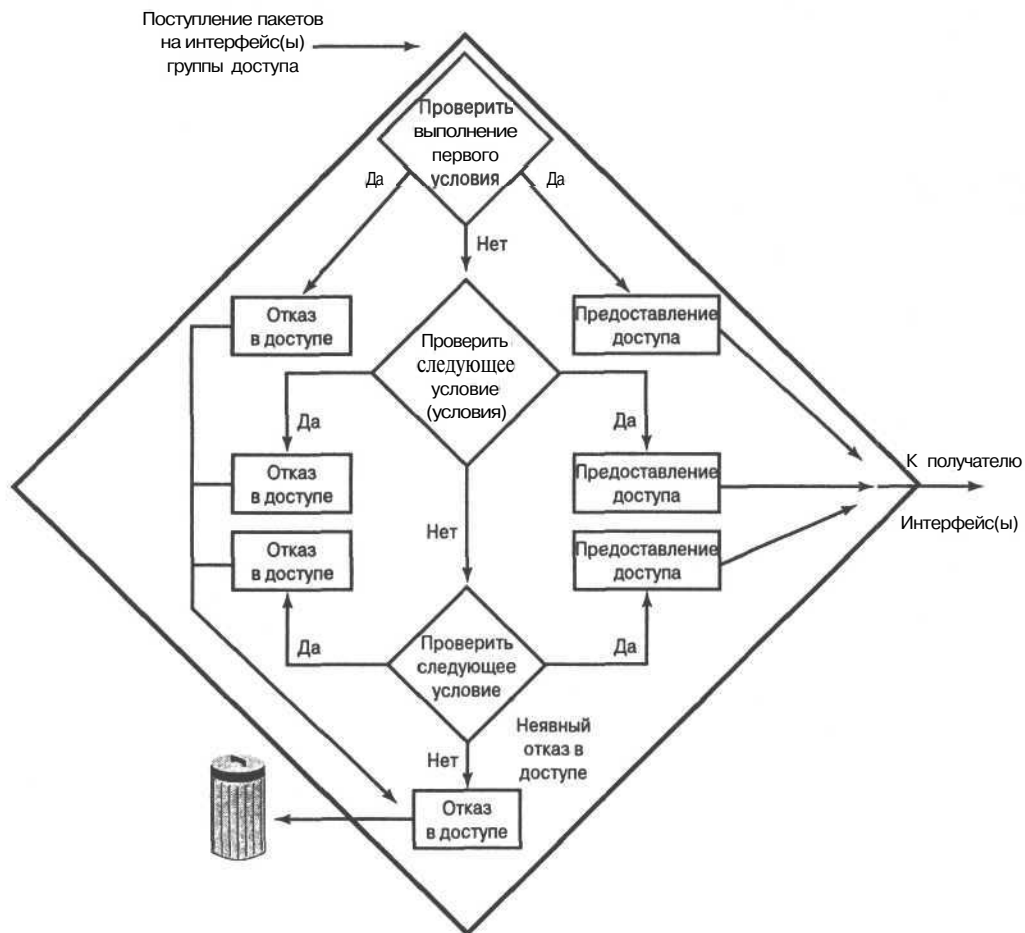 Поступление пакетов
на интерфейс(ы)
группы доступа
Проверить
выполнение
первого
условия
Да
Да
Нет
Отказ
в доступе
Предоставление
доступа
Проверить
следующее
условие
(условия)
Да
Да
Отказ
в доступе
Предоставление
доступа
К получателю
Интерфейс(ы)
Нет
Отказ
в доступе
Предоставление
доступа
Да
Проверить
следующее
условие
Да
Неявный
отказ в
доступе
Нет
Отказ
в доступе